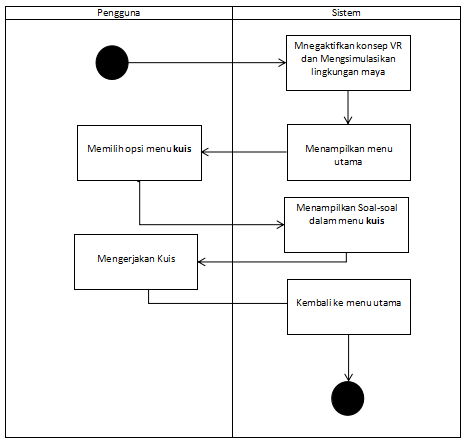 Pengguna
Sistem
Mnegaktifkan konsep VR
dan Mengsimulasikan
lingkungan maya
Menampilkan menu
utama
Memilih opsi menu kuis
Menampilkan Soal-soal
dalam menu kuis
Mengerjakan Kuis
Kembali ke menu utama